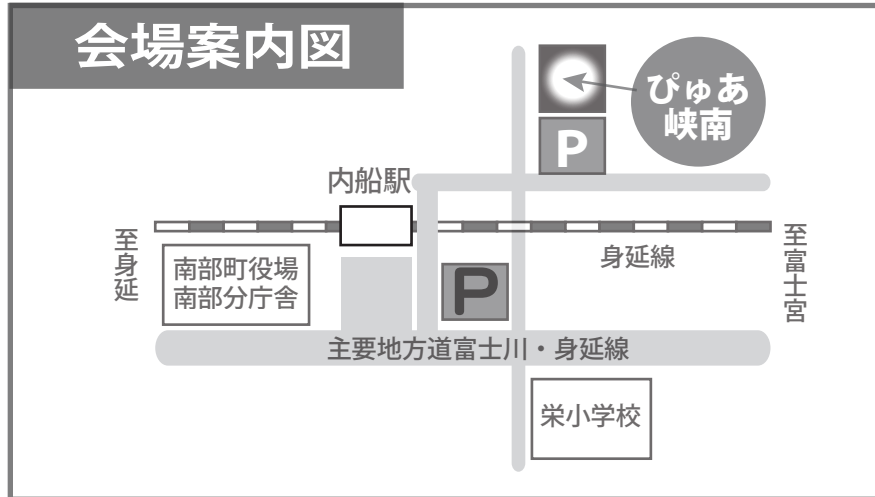 会場案内図
ぴゅあ
峡南
P
内船駅
至身延
身延線
至富士宮
南部町役場
南部分庁舎
P
主要地方道富士川・身延線
栄小学校